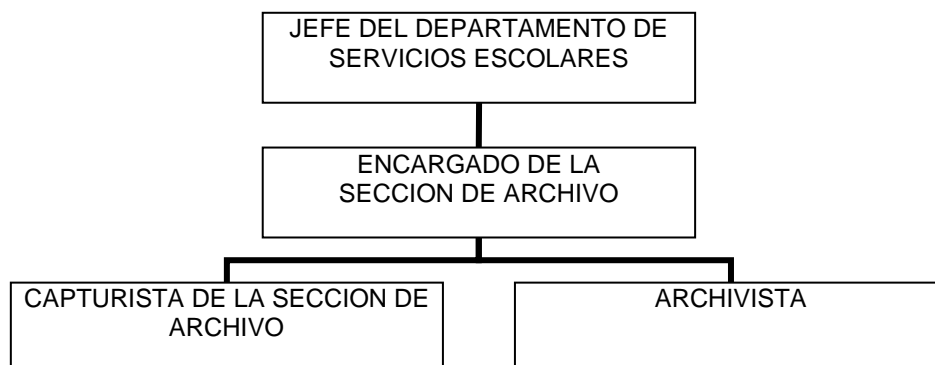 JEFE DEL DEPARTAMENTO DE
SERVICIOS ESCOLARES
ENCARGADO DE LA
SECCION DE ARCHIVO
CAPTURISTA DE LA SECCION DE
ARCHIVO
ARCHIVISTA